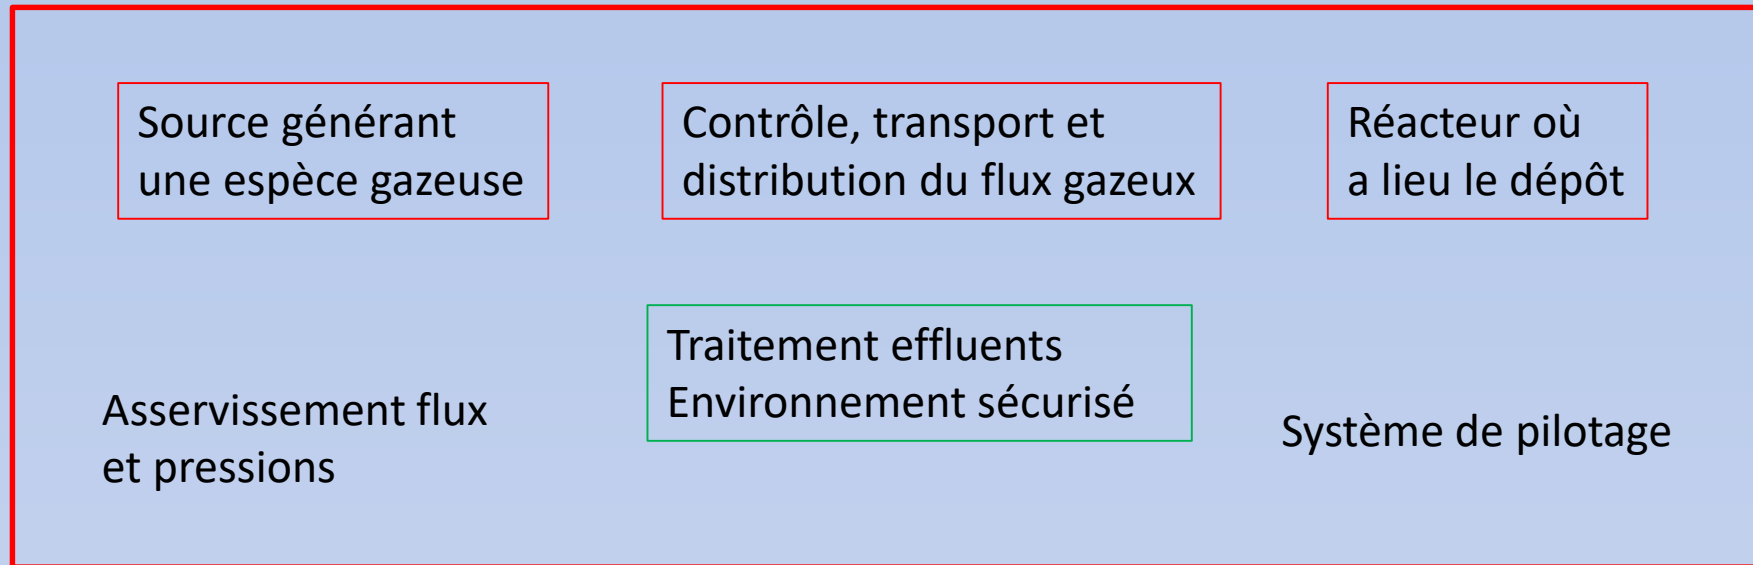 Source générant
une espèce gazeuse
Contrôle, transport et
distribution du flux gazeux
Réacteur où
a lieu le dépôt
Traitement effluents
Environnement sécurisé
Asservissement flux
et pressions
Système de pilotage